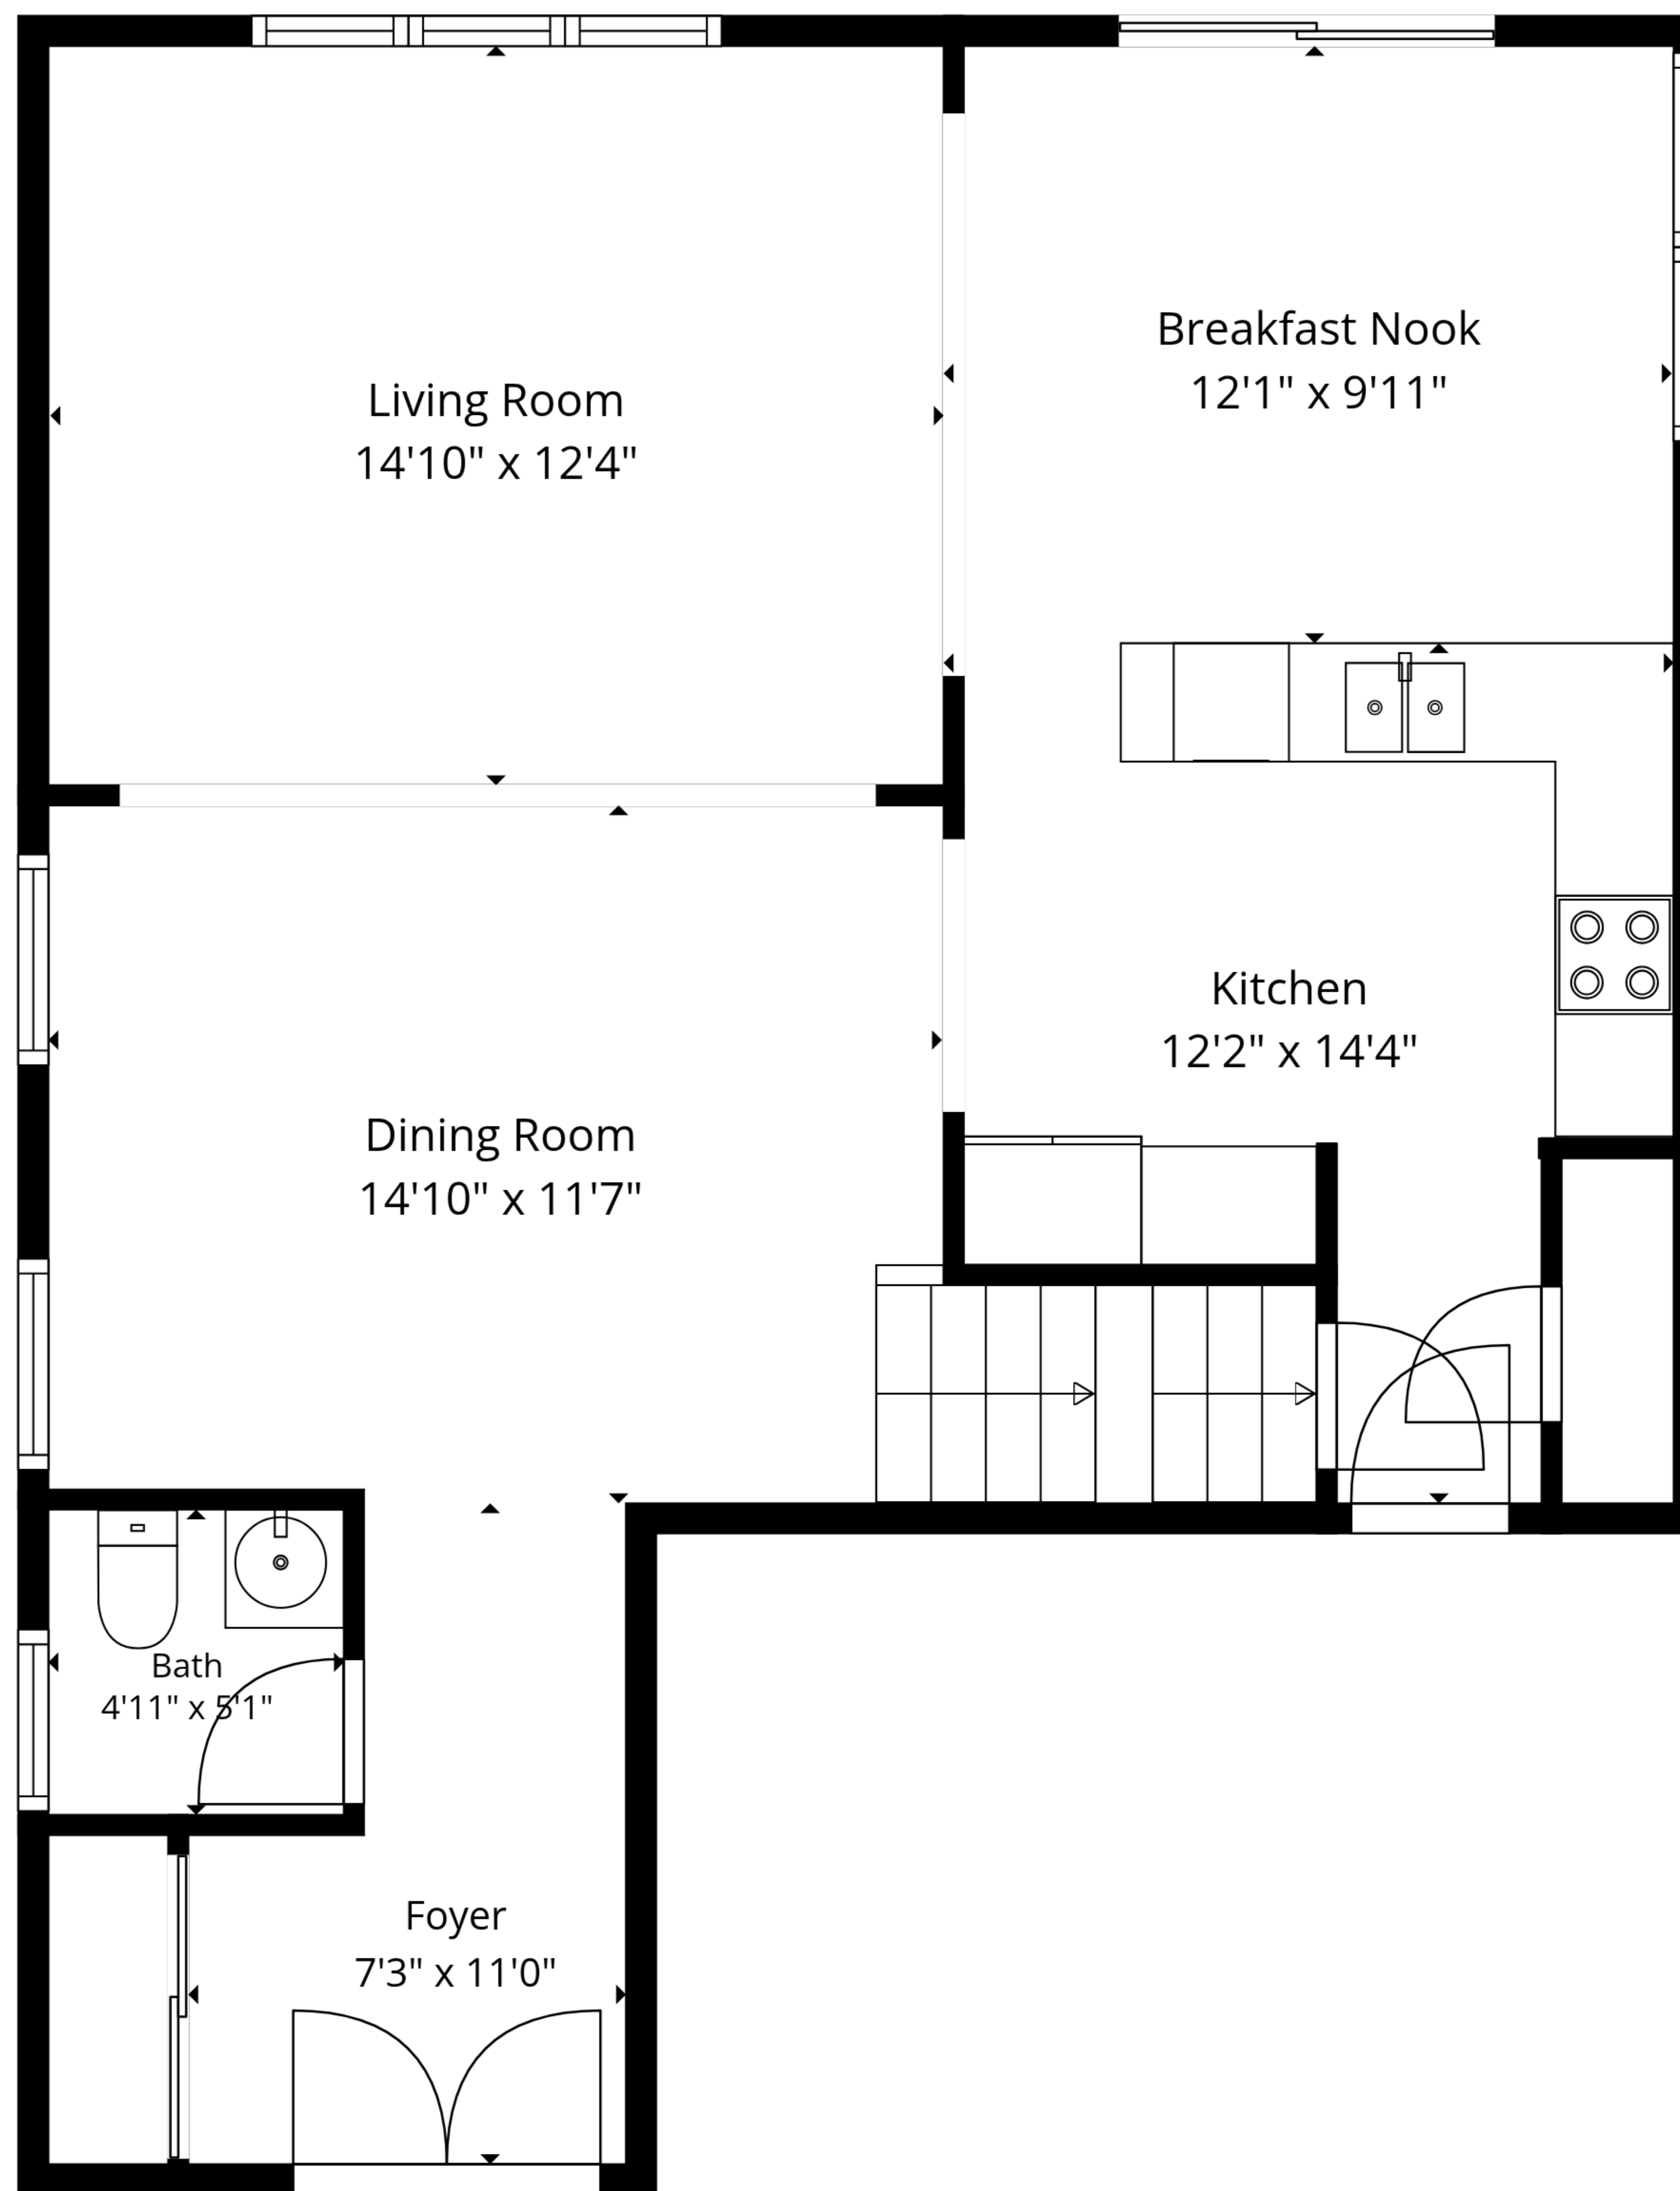 Breakfast Nook
12'1" x 9'11"
Living Room
14'10" x 12'4"
Kitchen
12'2" x 14'4"
Dining Room
14'10" x 11'7"
Bath
4'11" x 5'1"
Foyer
7'3" x 11'0"